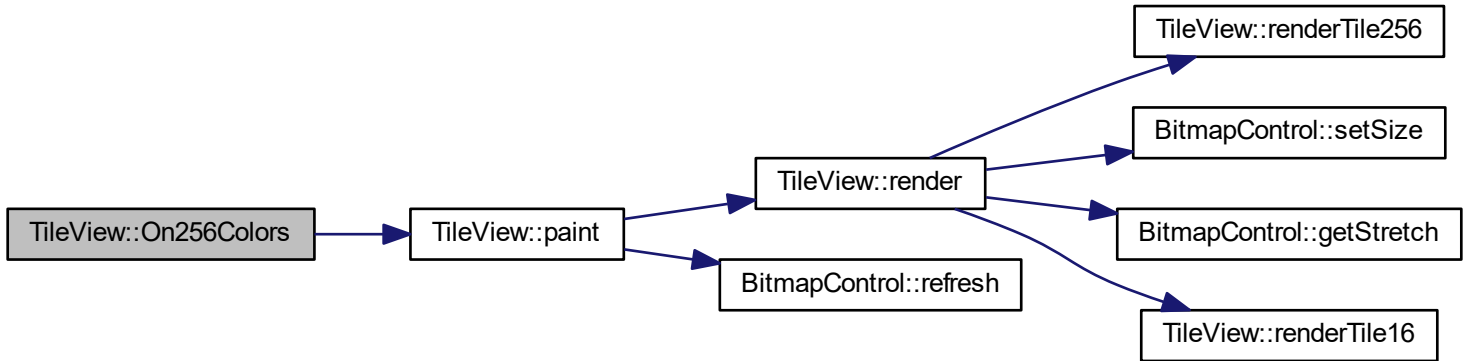 TileView::renderTile256
BitmapControl::setSize
TileView::render
TileView::On256Colors
TileView::paint
BitmapControl::getStretch
BitmapControl::refresh
TileView::renderTile16